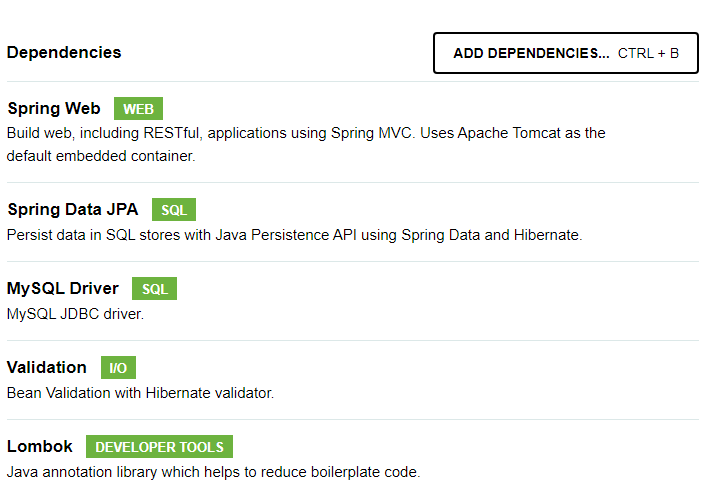 Dependencies
ADD DEPENDENCIES... CTRL + B
Spring Web WEB
Build web, including RESTful, applications using Spring MVC. Uses Apache Tomcat as the
default embedded container.
Spring Data JPA SQL
Persist data in SQL stores with Java Persistence API using Spring Data and Hibernate.
MySQL Driver SQL
MySQL JDBC driver.
Validation I/O
Bean Validation with Hibernate validator.
Lombok DEVELOPER TOOLS
Java annotation library which helps to reduce boilerplate code.